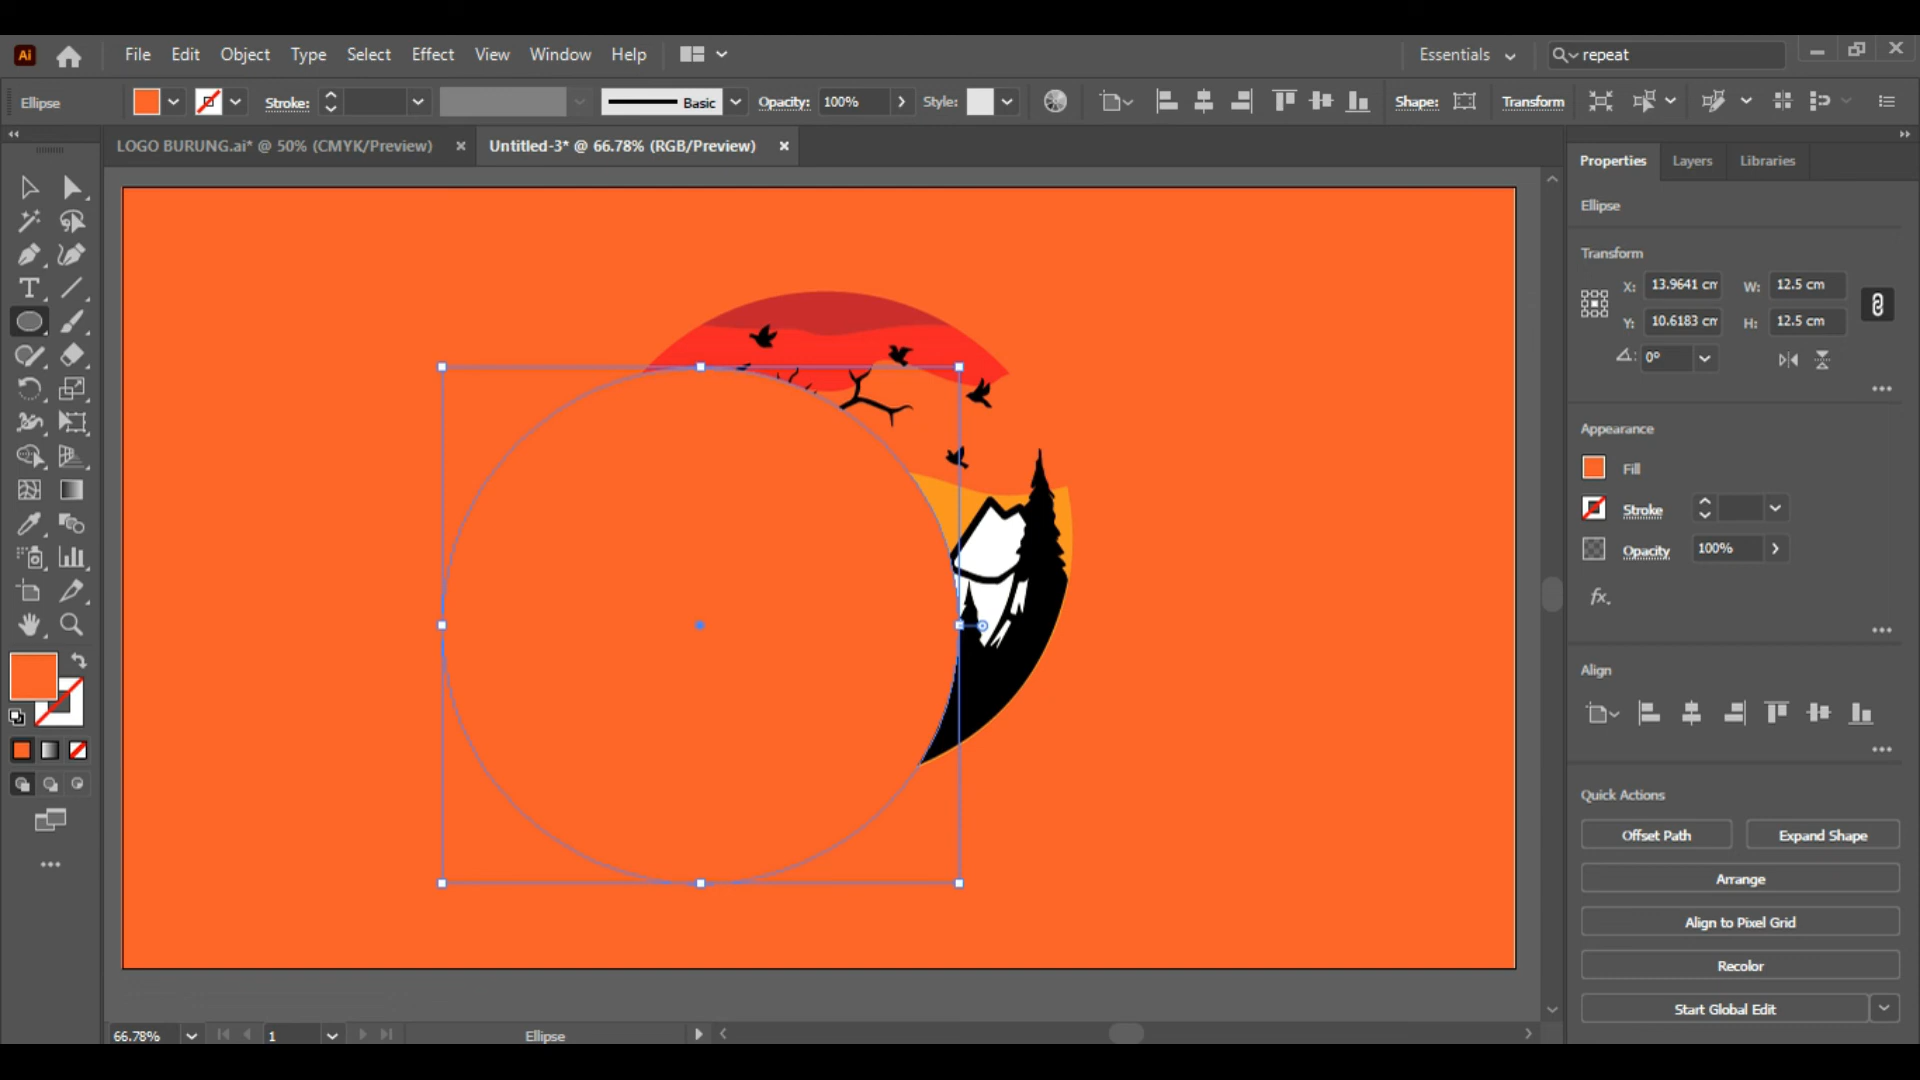 Ai File Edit Object Type Select Effect View Window Help Essentials repeat
Ellipse Stroke: Basic Opacity: 100% Style: Shape: Transform
LOGO BURUNG.ai* @ 50% (CMYK/Preview) × Untitled-3* @ 66.78% (RGB/Preview) ×
Properties Layers Libraries
Ellipse
Transform
X: 13.9641 cm W: 12.5 cm
Y: 10.6183 cm H: 12.5 cm
0°
Appearance
Fill
Stroke
Opacity 100%
fx.
Align
Quick Actions
Offset Path Expand Shape
Arrange
Align to Pixel Grid
Recolor
Start Global Edit
66.78% 1 Ellipse